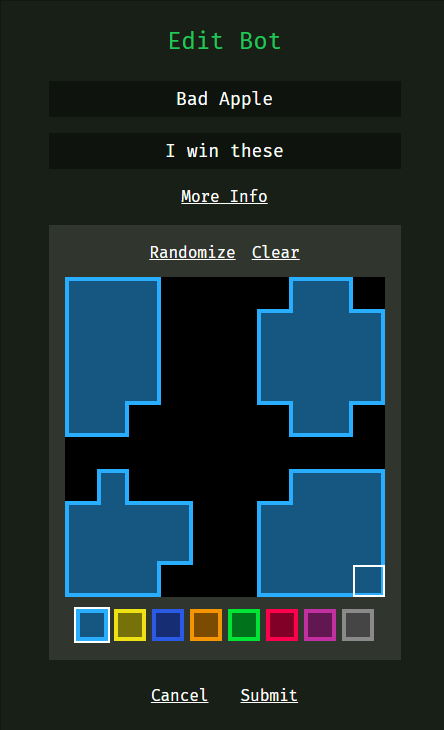 Edit Bot
Bad Apple
I win these
More Info
Randomize Clear
Cancel Submit